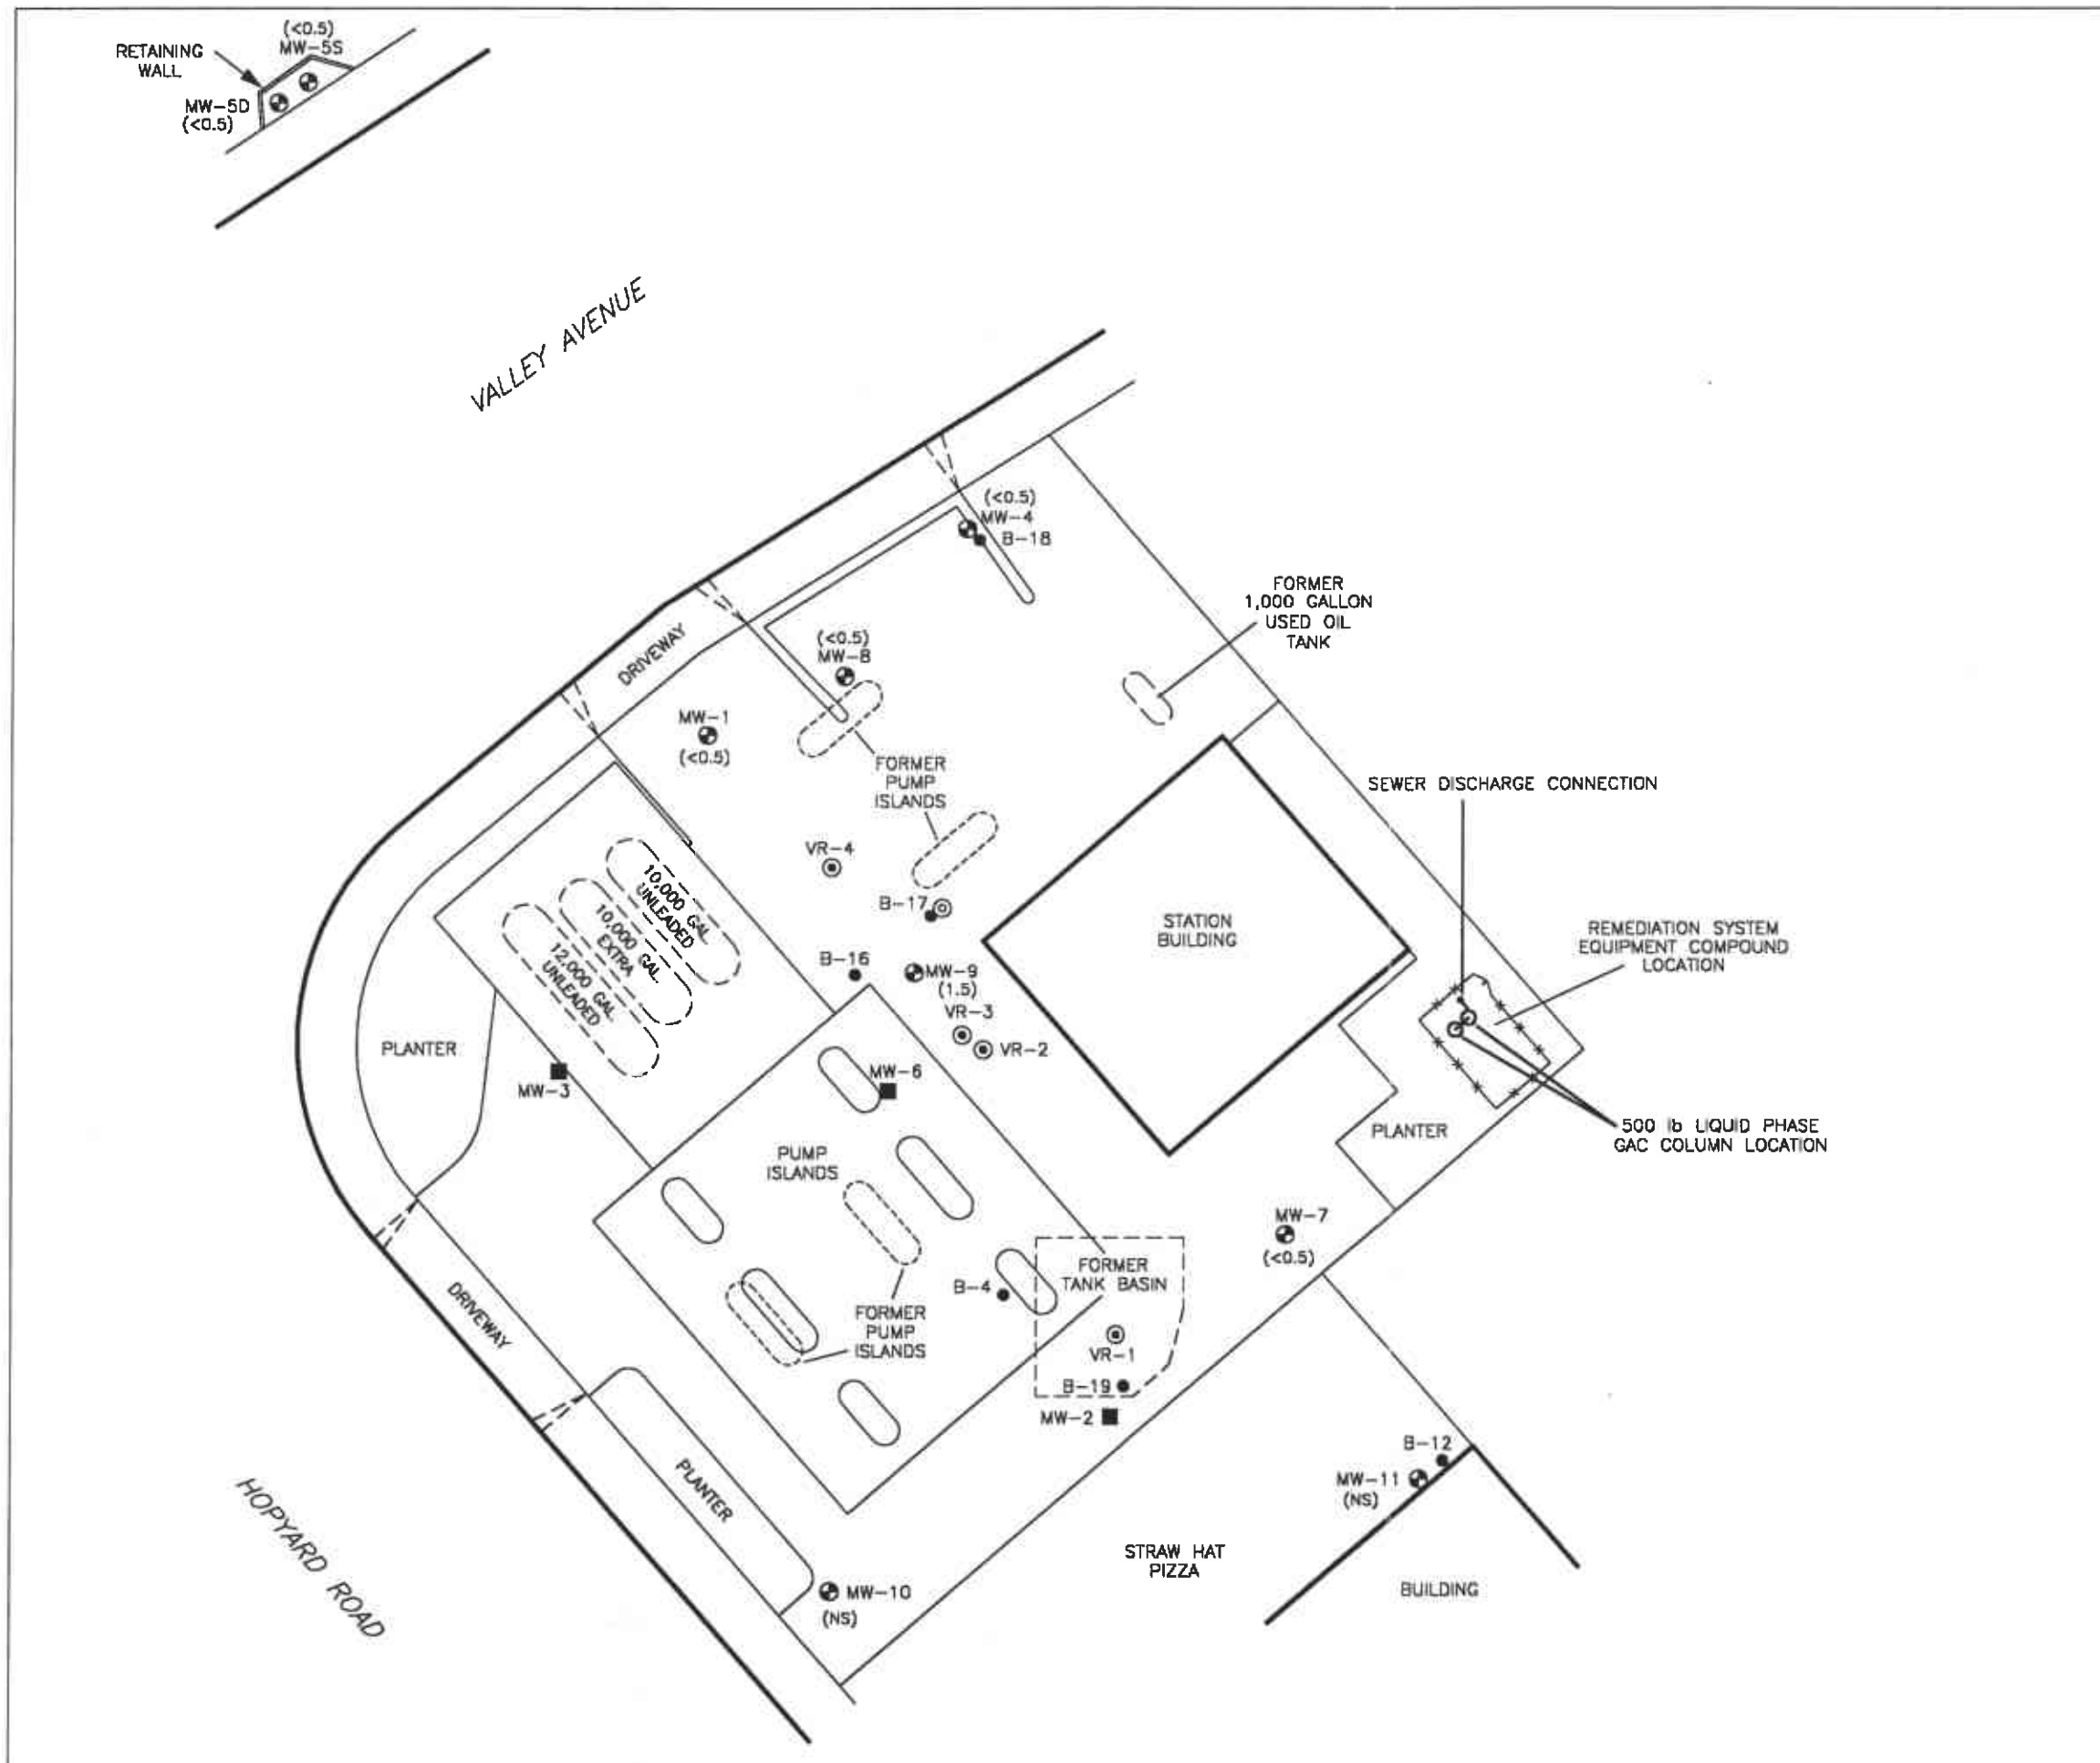 (<0.5)
MW-5S
RETAINING
WALL
MW-5D
(<0.5)
VALLEY AVENUE
(<0.5)
MW-4
B-18
FORMER
1,000 GALLON
USED OIL
TANK
DRIVEWAY
(<0.5)
MW-8
MW-1
(<0.5)
FORMER
PUMP
ISLANDS
SEWER DISCHARGE CONNECTION
VR-4
10,000 GAL
UNLEADED
10,000 GAL
EXTRA
12,000 GAL
UNLEADED
B-17
STATION
BUILDING
REMEDIATION SYSTEM
EQUIPMENT COMPOUND
LOCATION
B-16
MW-9
(1.5)
VR-3
VR-2
PLANTER
MW-3
MW-6
PLANTER
500 lb LIQUID PHASE
GAC COLUMN LOCATION
PUMP
ISLANDS
MW-7
(<0.5)
FORMER
TANK BASIN
B-4
DRIVEWAY
FORMER
PUMP
ISLANDS
VR-1
B-19
MW-2
PLANTER
B-12
MW-11
(NS)
HOPYARD ROAD
STRAW HAT
PIZZA
BUILDING
MW-10
(NS)